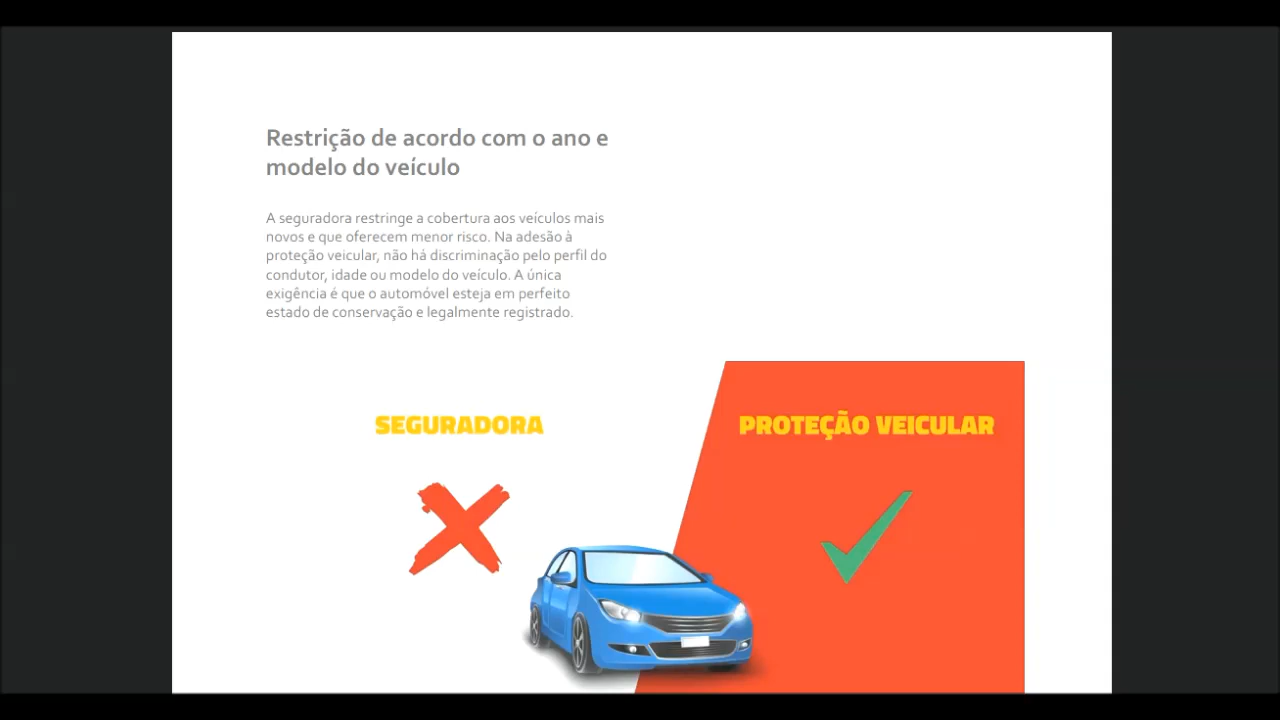 Restrição de acordo com o ano e
modelo do veículo
A seguradora restringe a cobertura aos veículos mais
novos e que oferecem menor risco. Na adesão à
proteção veicular, não há discriminação pelo perfil do
condutor, idade ou modelo do veículo. A única
exigência é que o automóvel esteja em perfeito
estado de conservação e legalmente registrado.
SEGURADORA
PROTEÇÃO VEICULAR